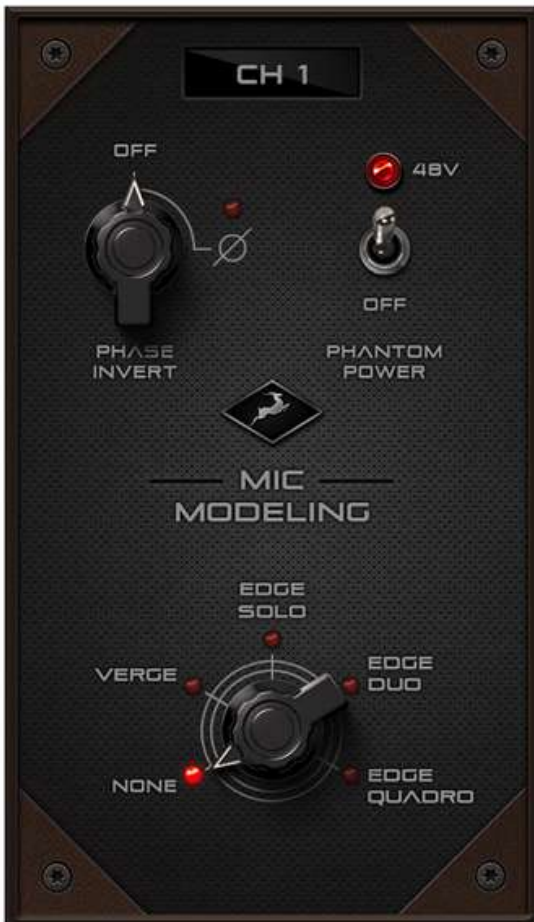 CH 1
OFF
48V
Ø
OFF
PHASE
INVERT
PHANTOM
POWER
MIC
MODELING
EDGE
SOLO
VERGE
EDGE
DUO
NONE
EDGE
QUADRO